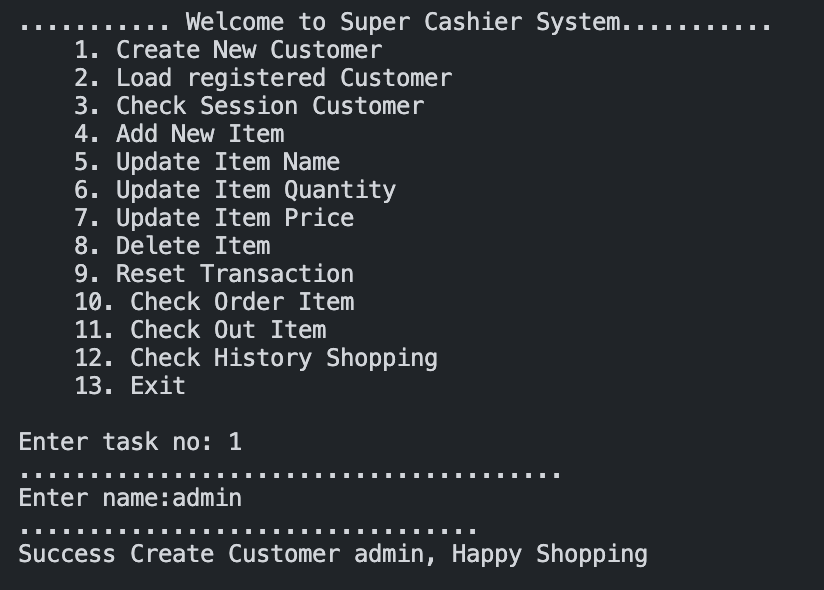 ........... Welcome to Super Cashier System...........
1. Create New Customer
2. Load registered Customer
3. Check Session Customer
4. Add New Item
5. Update Item Name
6. Update Item Quantity
7. Update Item Price
8. Delete Item
9. Reset Transaction
10. Check Order Item
11. Check Out Item
12. Check History Shopping
13. Exit
Enter task no: 1
.......................................
Enter name:admin
.................................
Success Create Customer admin, Happy Shopping